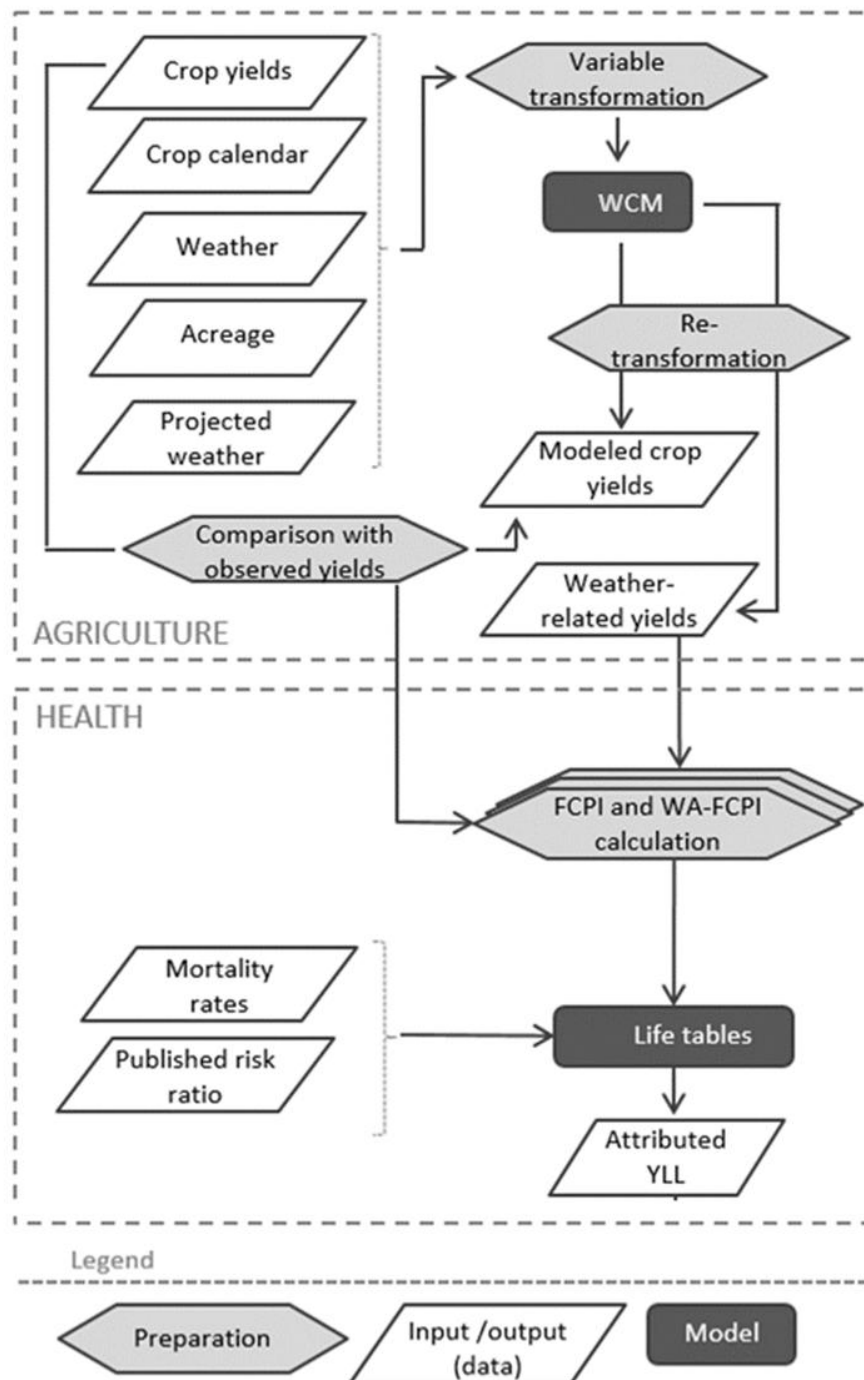 Crop yields
Crop calendar
Weather
Acreage
Projected
weather
Variable
transformation
WCM
Re-
transformation
Modeled crop
yields
Comparison with
observed yields
Weather-
related yields
AGRICULTURE
HEALTH
FCPI and WA-FCPI
calculation
Mortality
rates
Published risk
ratio
Life tables
Attributed
YLL
Legend
Preparation
Input /output
(data)
Model